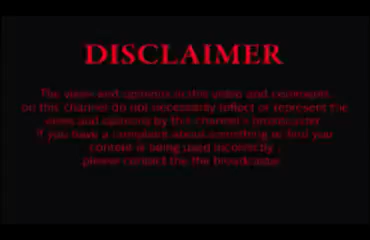 DISCLAIMER
The views and opinions in this video and comments
on this channel do not necessarily reflect or represent the
views and opinions by this channel's broadcaster
If you have a complaint about something or find you
content is being used incorrectly
please contact the the broadcaster